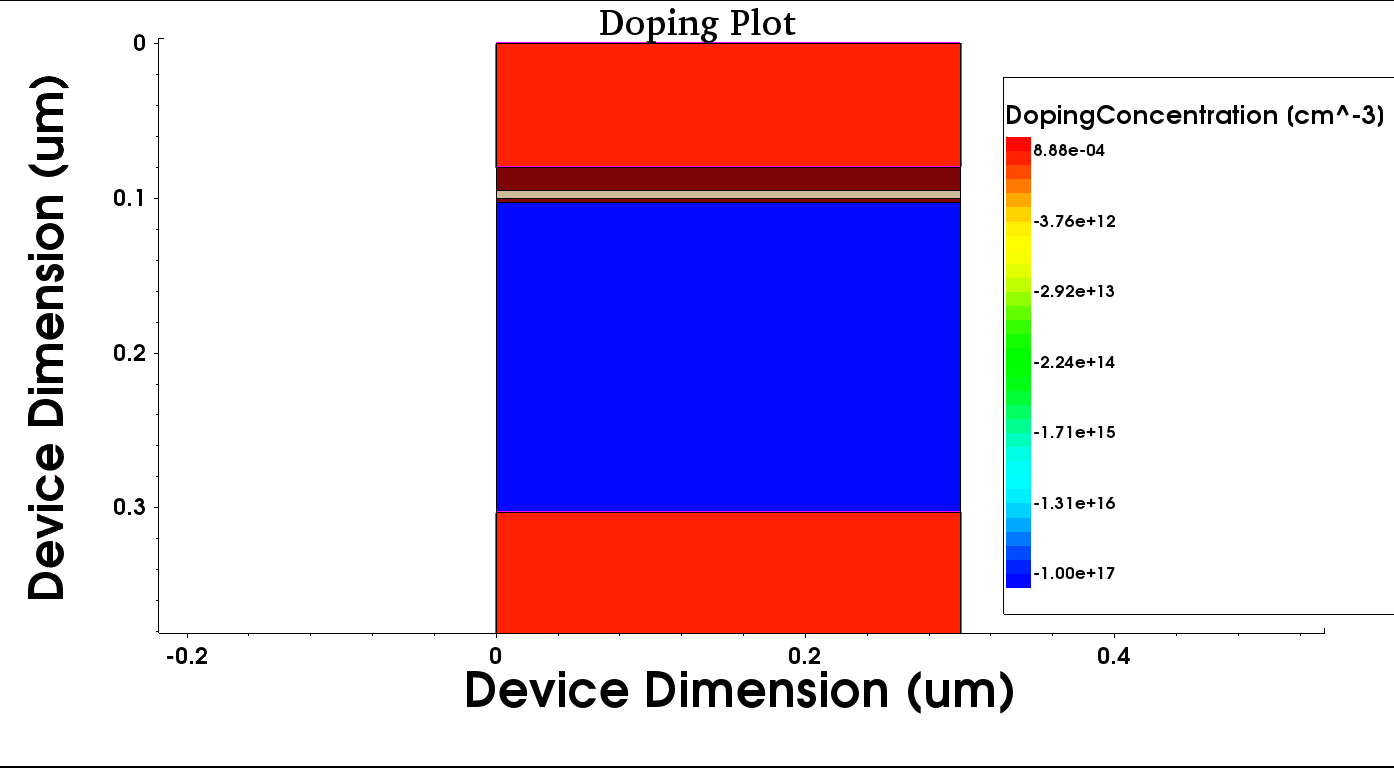 Doping Plot
Device Dimension (um)
0
0.1
0.2
0.3
DopingConcentration (cm^-3)
8.88e-04
-3.76e+12
-2.92e+13
-2.24e+14
-1.71e+15
-1.31e+16
-1.00e+17
-0.2
0
0.2
0.4
Device Dimension (um)